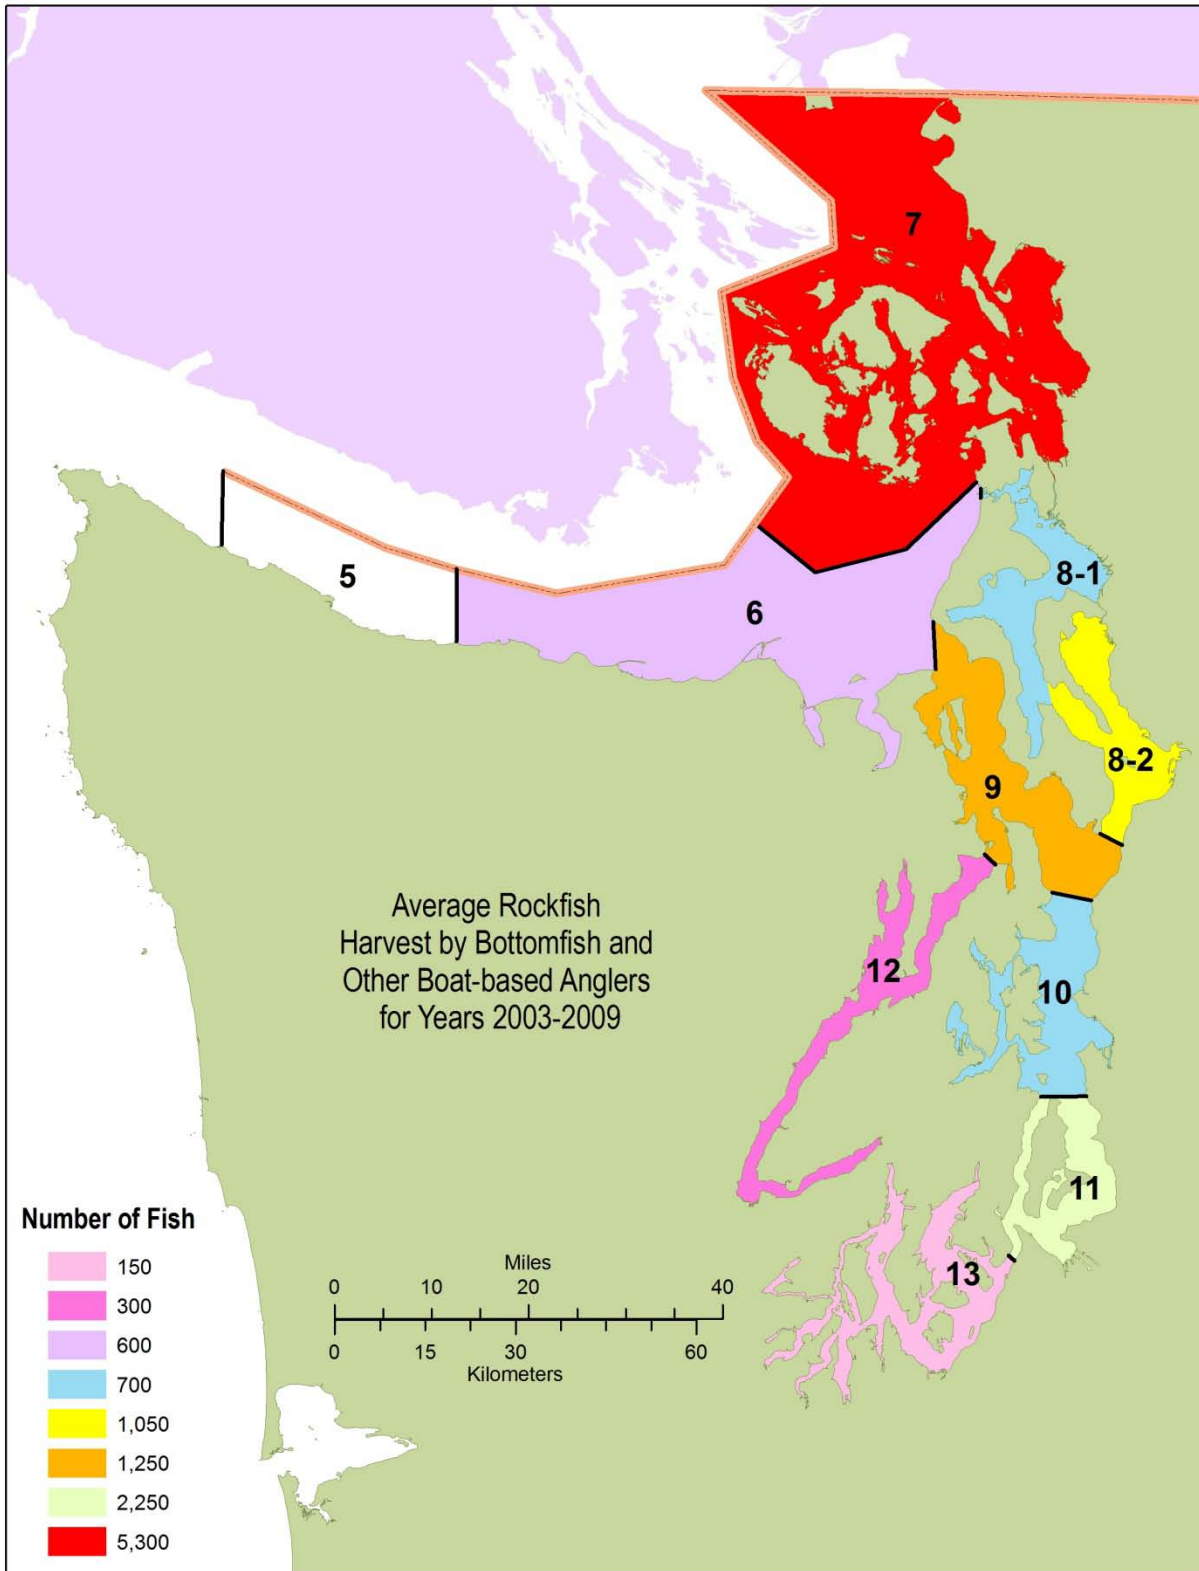 7
5
6
8-1
8-2
9
Average Rockfish
Harvest by Bottomfish and
Other Boat-based Anglers
for Years 2003-2009
12
10
11
13
Number of Fish
150
300
600
700
1,050
1,250
2,250
5,300
Miles
0 10 20 40
0 15 30 60
Kilometers